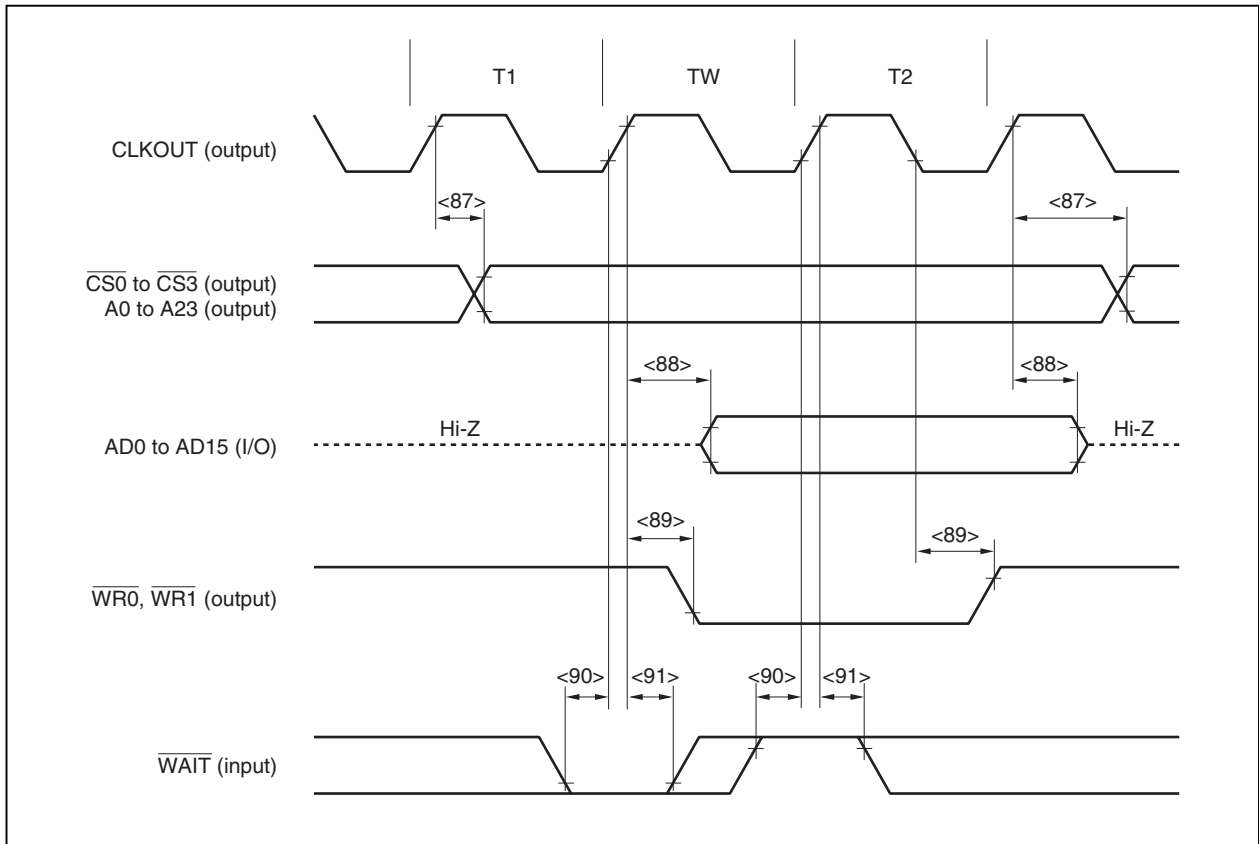 T1 TW T2
CLKOUT (output)
<87> <87>
CS0 to CS3 (output)
A0 to A23 (output)
<88> <88>
Hi-Z Hi-Z
AD0 to AD15 (I/O)
<89> <89>
WR0, WR1 (output)
<90> <91> <90> <91>
WAIT (input)